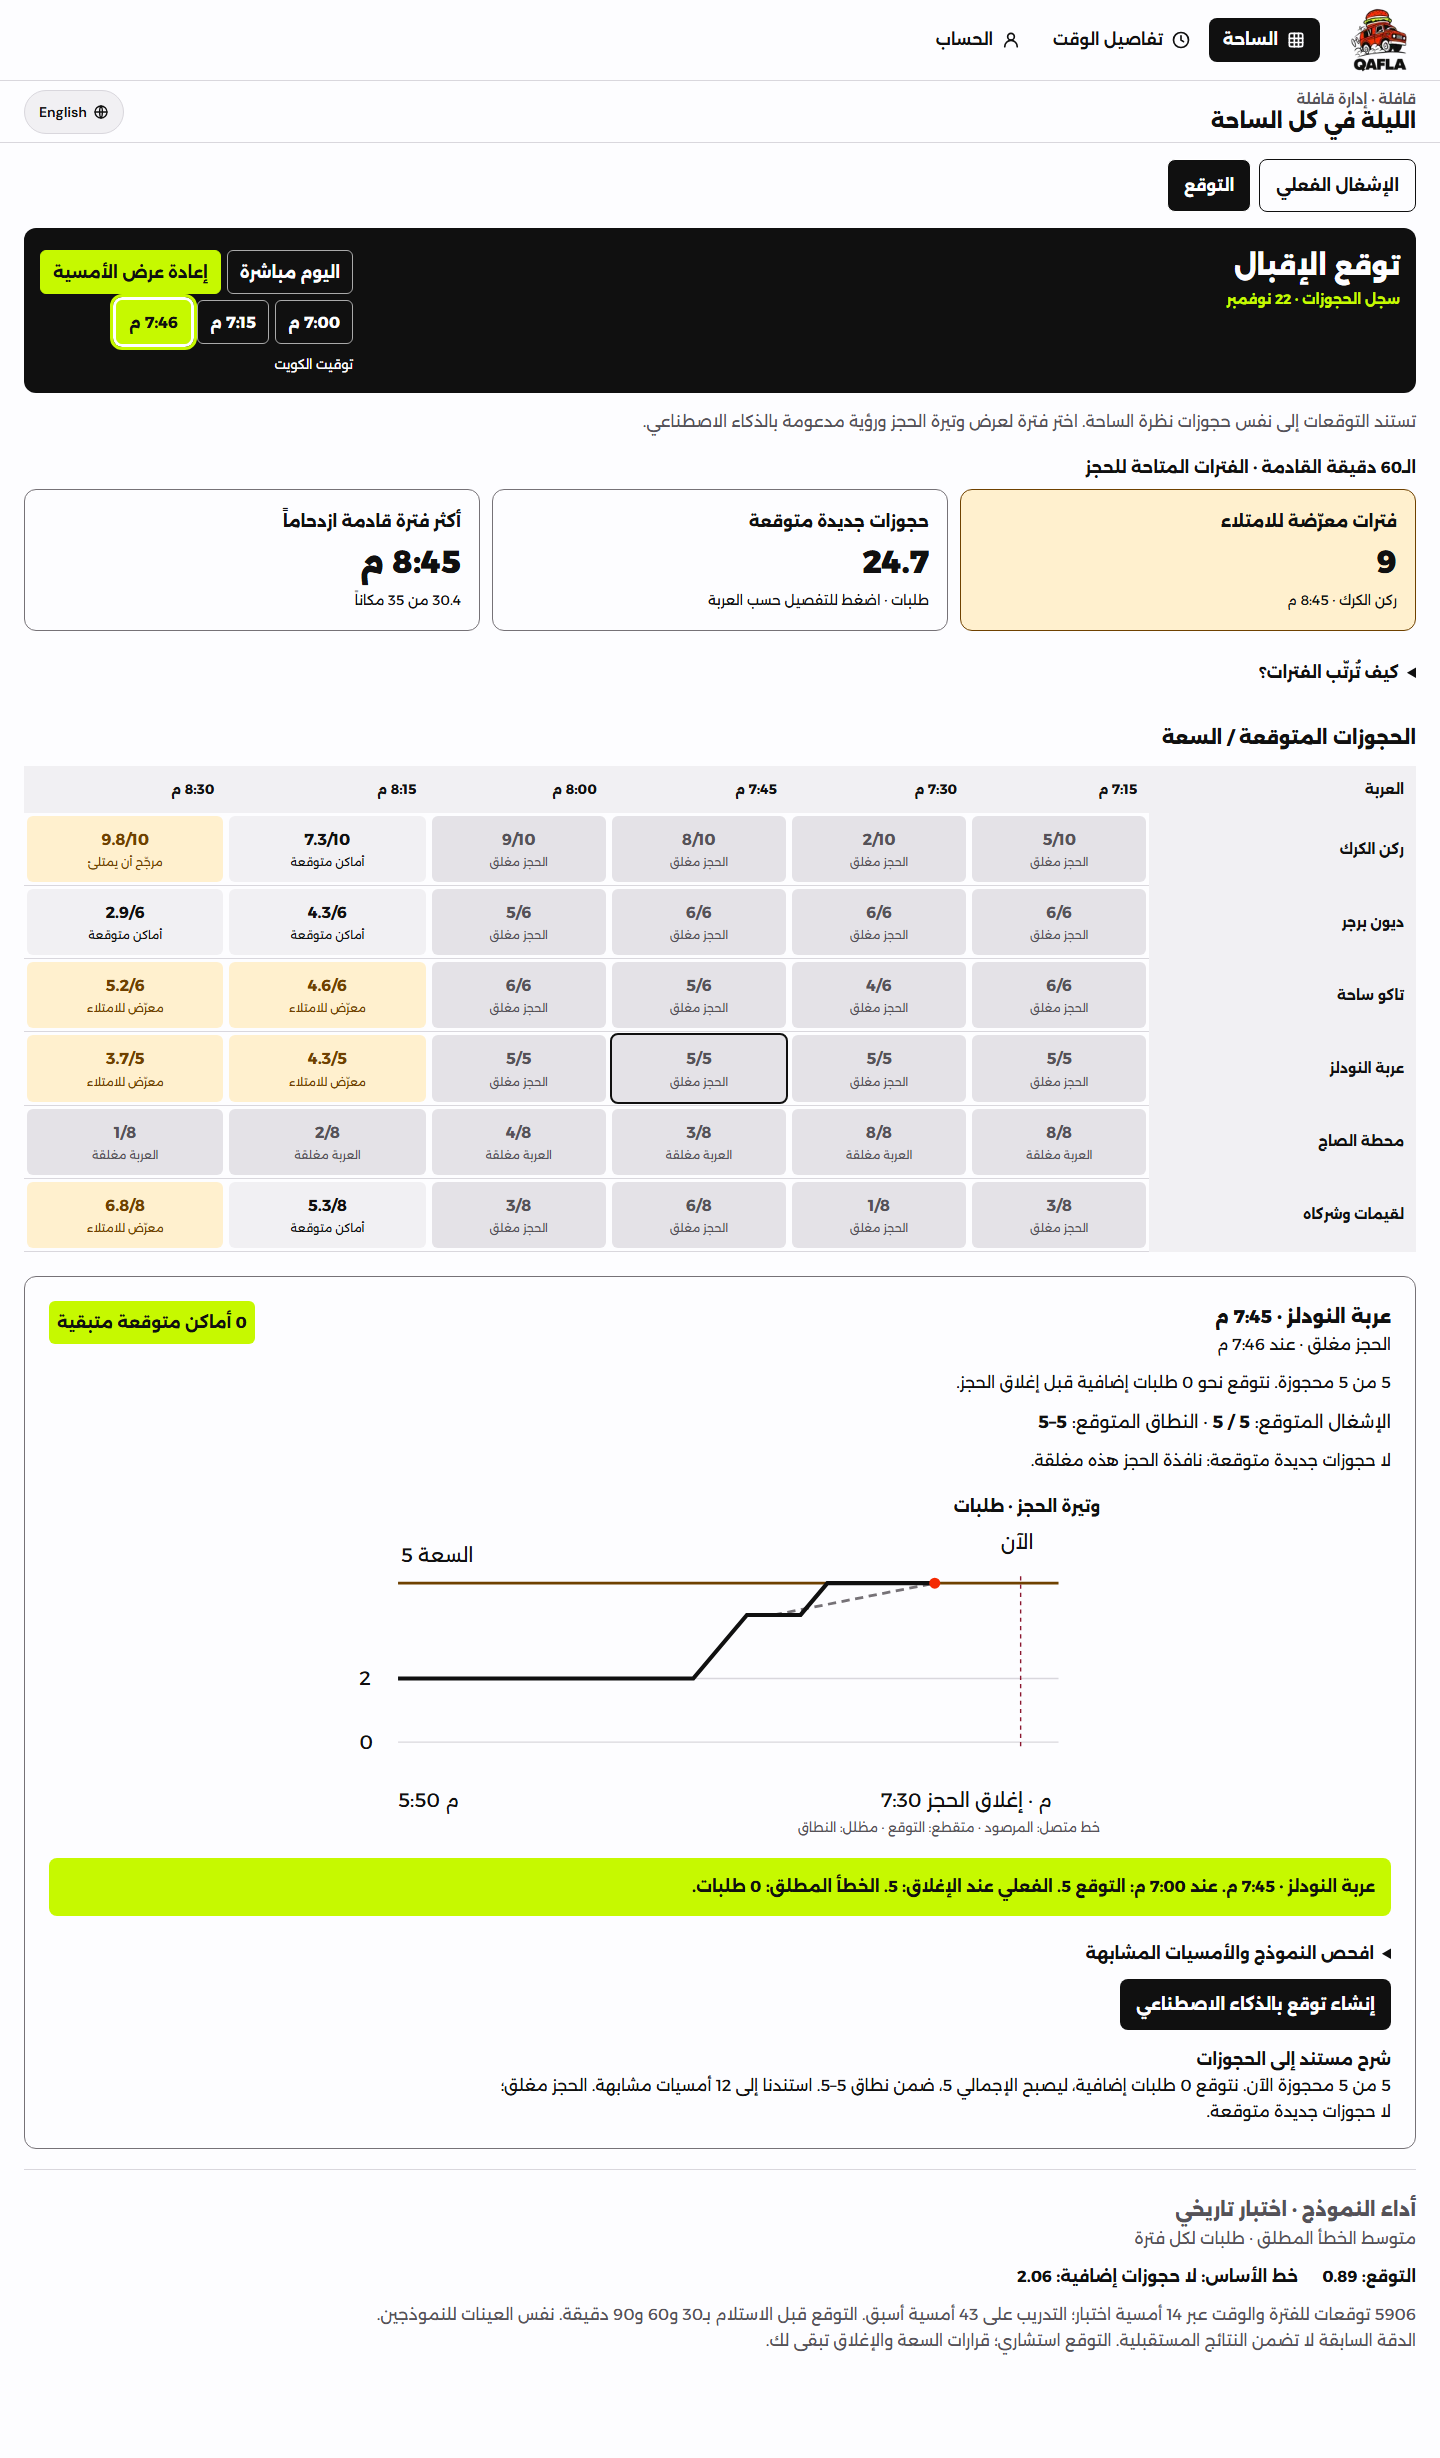 QAFLA
الساحة
تفاصيل الوقت
الحساب
قافلة · إدارة قافلة
الليلة في كل الساحة
English
الإشغال الفعلي
التوقع
توقع الإقبال
سجل الحجوزات · 22 نوفمبر
اليوم مباشرة
إعادة عرض الأمسية
7:00 م
7:15 م
7:46 م
توقيت الكويت
تستند التوقعات إلى نفس حجوزات نظرة الساحة. اختر فترة لعرض وتيرة الحجز ورؤية مدعومة بالذكاء الاصطناعي.
الـ60 دقيقة القادمة · الفترات المتاحة للحجز
فترات معرّضة للامتلاء
9
ركن الكرك · 8:45 م
حجوزات جديدة متوقعة
24.7
طلبات · اضغط للتفصيل حسب العربة
أكثر فترة قادمة ازدحاماً
8:45 م
30.4 من 35 مكاناً
كيف تُرتّب الفترات؟
الحجوزات المتوقعة / السعة
العربة 7:15 م 7:30 م 7:45 م 8:00 م 8:15 م 8:30 م
ركن الكرك 5/10 2/10 8/10 9/10 7.3/10 9.8/10
الحجز مغلق الحجز مغلق الحجز مغلق الحجز مغلق أماكن متوقعة مرجّح أن يمتلئ
ديون برجر 6/6 6/6 6/6 5/6 4.3/6 2.9/6
الحجز مغلق الحجز مغلق الحجز مغلق الحجز مغلق أماكن متوقعة أماكن متوقعة
تاكو ساحة 6/6 4/6 5/6 6/6 4.6/6 5.2/6
الحجز مغلق الحجز مغلق الحجز مغلق الحجز مغلق معرّض للامتلاء معرّض للامتلاء
عربة النودلز 5/5 5/5 5/5 5/5 4.3/5 3.7/5
الحجز مغلق الحجز مغلق الحجز مغلق الحجز مغلق معرّض للامتلاء معرّض للامتلاء
محطة الصاج 8/8 8/8 3/8 4/8 2/8 1/8
العربة مغلقة العربة مغلقة العربة مغلقة العربة مغلقة العربة مغلقة العربة مغلقة
لقيمات وشركاه 3/8 1/8 6/8 3/8 5.3/8 6.8/8
الحجز مغلق الحجز مغلق الحجز مغلق الحجز مغلق أماكن متوقعة معرّض للامتلاء
عربة النودلز · 7:45 م
0 أماكن متوقعة متبقية
الحجز مغلق · عند 7:46 م
5 من 5 محجوزة. نتوقع نحو 0 طلبات إضافية قبل إغلاق الحجز.
الإشغال المتوقع: 5 / 5 · النطاق المتوقع: 5–5
لا حجوزات جديدة متوقعة: نافذة الحجز هذه مغلقة.
وتيرة الحجز · طلبات
الآن
السعة 5
2
0
5:50 م
7:30 م · إغلاق الحجز
خط متصل: المرصود · متقطع: التوقع · مظلل: النطاق
عربة النودلز · 7:45 م. عند 7:00 م: التوقع 5. الفعلي عند الإغلاق: 5. الخطأ المطلق: 0 طلبات.
افحص النموذج والأمسيات المشابهة
إنشاء توقع بالذكاء الاصطناعي
شرح مستند إلى الحجوزات
5 من 5 محجوزة الآن. نتوقع 0 طلبات إضافية، ليصبح الإجمالي 5، ضمن نطاق 5–5. استندنا إلى 12 أمسيات مشابهة. الحجز مغلق؛
لا حجوزات جديدة متوقعة.
أداء النموذج · اختبار تاريخي
متوسط الخطأ المطلق · طلبات لكل فترة
التوقع: 0.89 خط الأساس: لا حجوزات إضافية: 2.06
5906 توقعات للفترة والوقت عبر 14 أمسية اختبار؛ التدريب على 43 أمسية أسبق. التوقع قبل الاستلام بـ30 و60 و90 دقيقة. نفس العينات للنموذجين.
الدقة السابقة لا تضمن النتائج المستقبلية. التوقع استشاري؛ قرارات السعة والإغلاق تبقى لك.